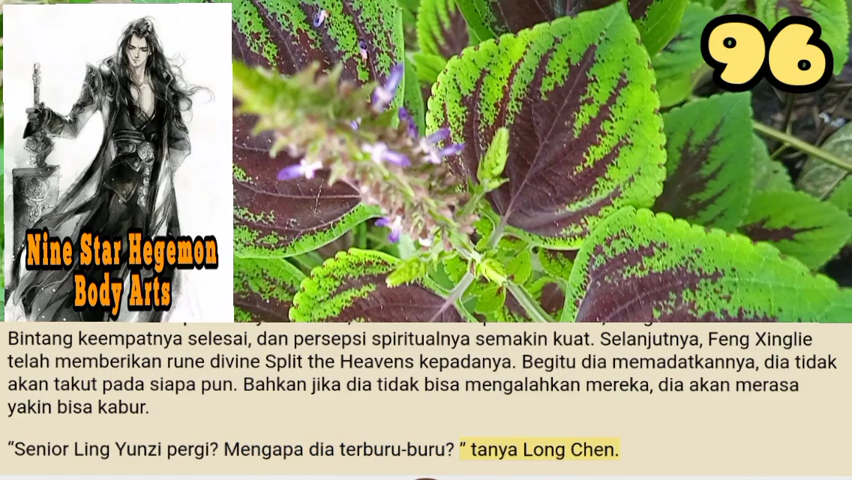 96
Nine Star Hegemon
Body Arts
Bintang keempatnya selesai, dan persepsi spiritualnya semakin kuat. Selanjutnya, Feng Xinglie
telah memberikan rune divine Split the Heavens kepadanya. Begitu dia memadatkannya, dia tidak
akan takut pada siapa pun. Bahkan jika dia tidak bisa mengalahkan mereka, dia akan merasa
yakin bisa kabur.
“Senior Ling Yunzi pergi? Mengapa dia terburu-buru? ” tanya Long Chen.